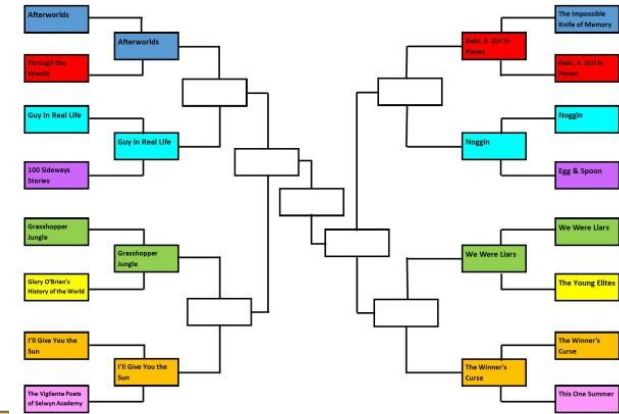 Afterworlds
Through the
Woods
Afterworlds
Guy in Real Life
100 Sideways
Stories
Guy in Real Life
Grasshopper
Jungle
Glory O'Brien's
History of the World
Grasshopper
Jungle
I'll Give You the
Sun
The Vigilante Poets
of Selwyn Academy
I'll Give You the
Sun
The Impossible
Knife of Memory
Gabi, A Girl in
Pieces
Gabi, A Girl in
Pieces
Noggin
Egg & Spoon
Noggin
We Were Liars
The Young Elites
We Were Liars
The Winner's
Curse
This One Summer
The Winner's
Curse